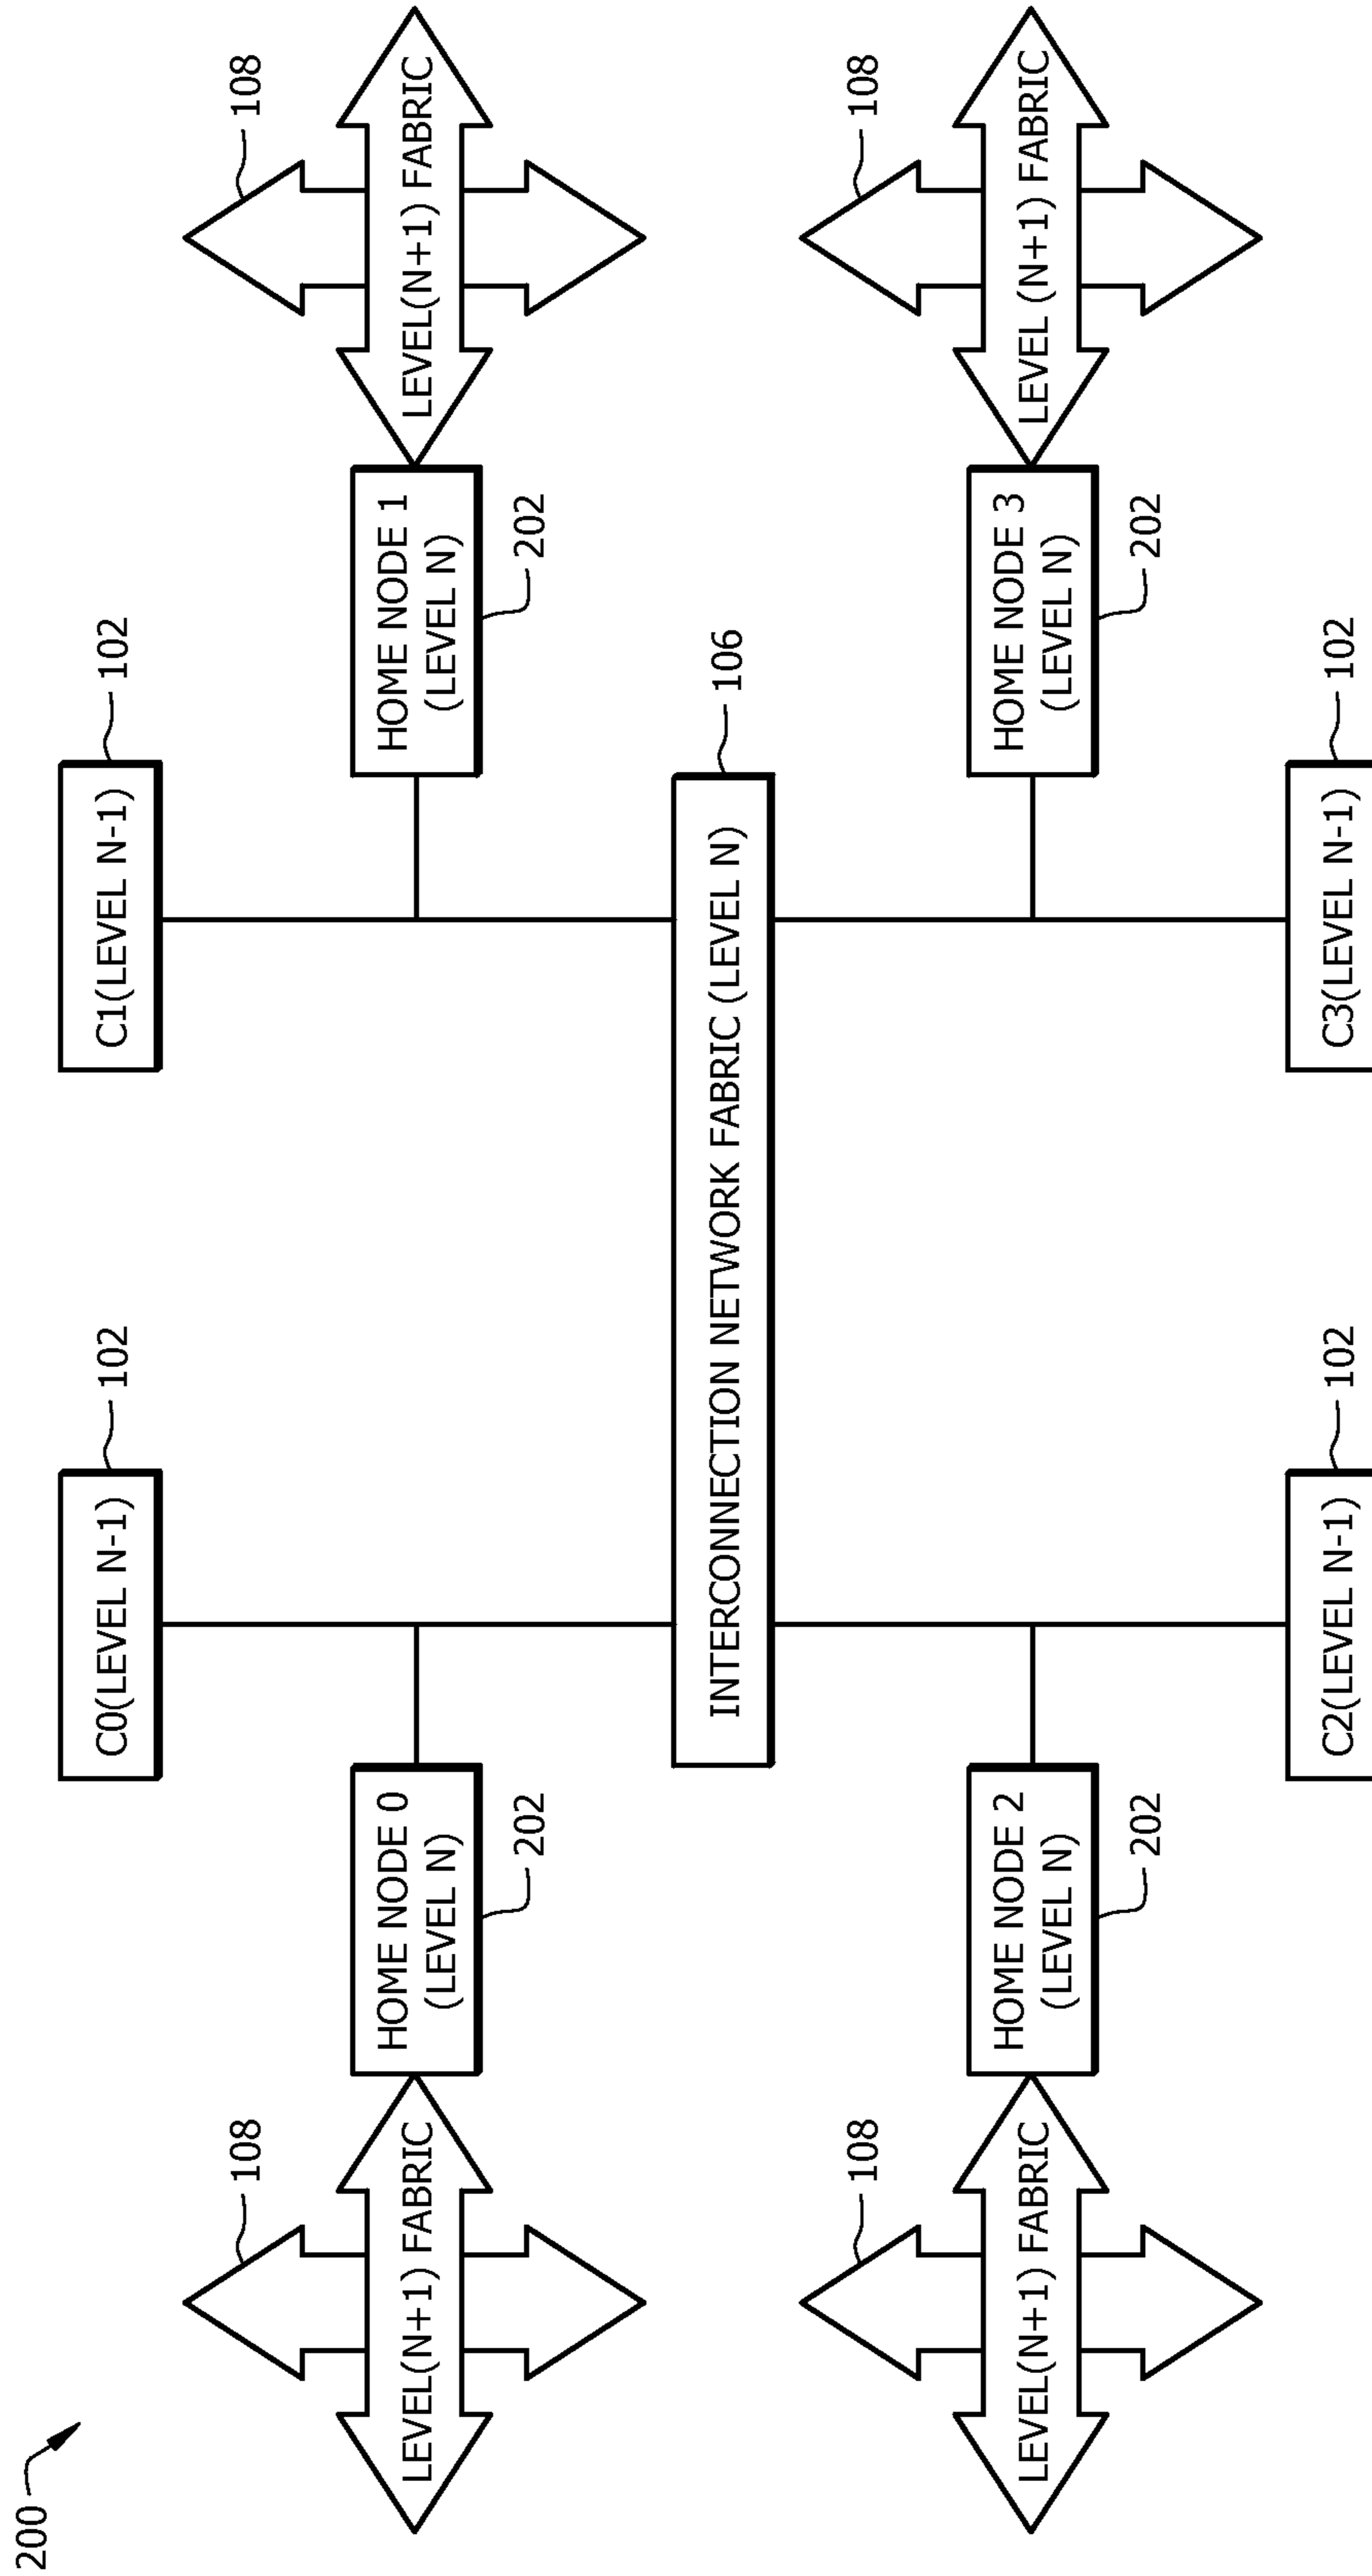 200
C0(LEVEL N-1)
102
C1(LEVEL N-1)
102
108
108
LEVEL(N+1) FABRIC
HOME NODE 0
(LEVEL N)
202
HOME NODE 1
(LEVEL N)
202
LEVEL(N+1) FABRIC
INTERCONNECTION NETWORK FABRIC (LEVEL N)
106
108
108
LEVEL(N+1) FABRIC
HOME NODE 2
(LEVEL N)
202
HOME NODE 3
(LEVEL N)
202
LEVEL (N+1) FABRIC
C2(LEVEL N-1)
102
C3(LEVEL N-1)
102